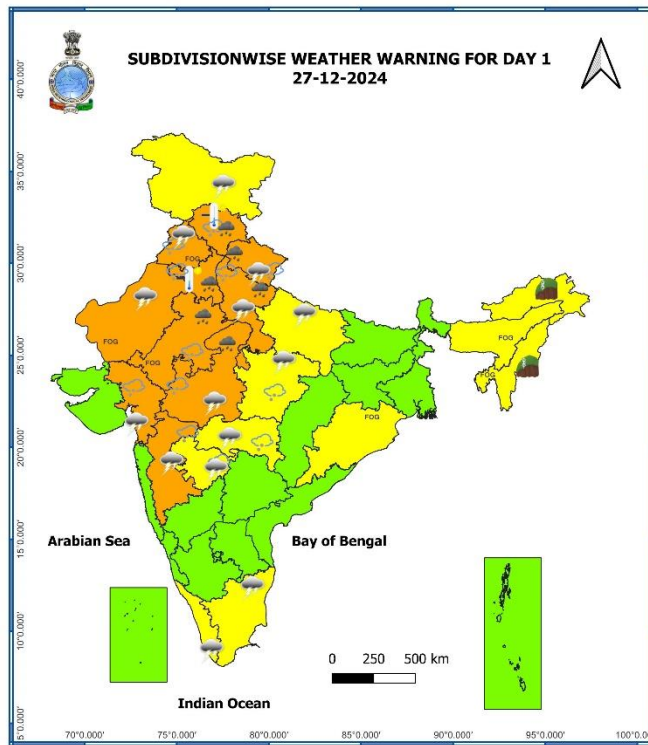 SUBDIVISIONWISE WEATHER WARNING FOR DAY 1
27-12-2024
40°0.000'
35°0.000'
30°0.000'
25°0.000'
20°0.000'
15°0.000'
10°0.000'
5°0.000'
FOG
FOG
FOG
FOG
FOG
FOG
Arabian Sea
Bay of Bengal
0 250 500 km
Indian Ocean
70°0.000' 75°0.000' 80°0.000' 85°0.000' 90°0.000' 95°0.000'